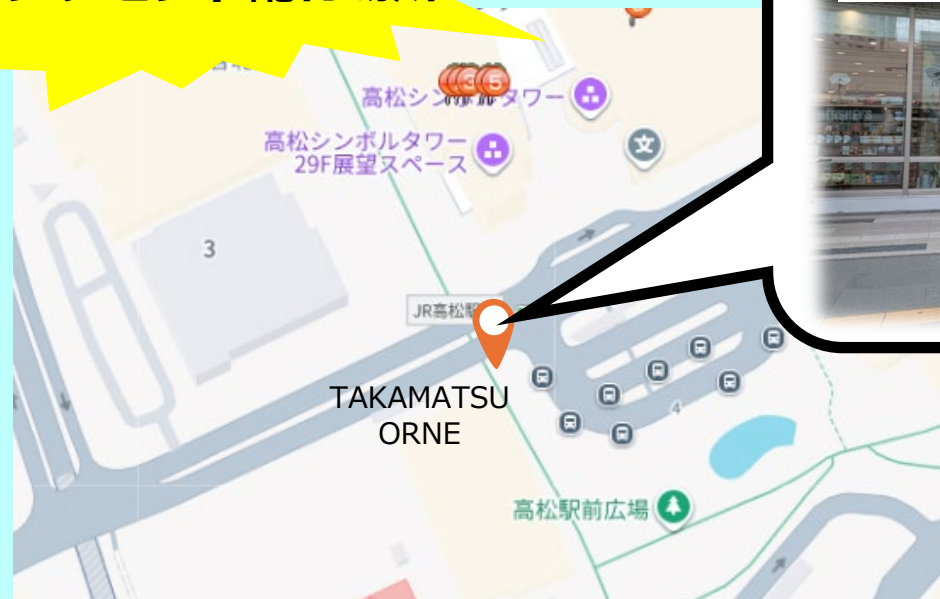 高松シンボルタワー
高松シンボルタワー
29F展望スペース
文
3
JR高松駅
TAKAMATSU
ORNE
4
高松駅前広場